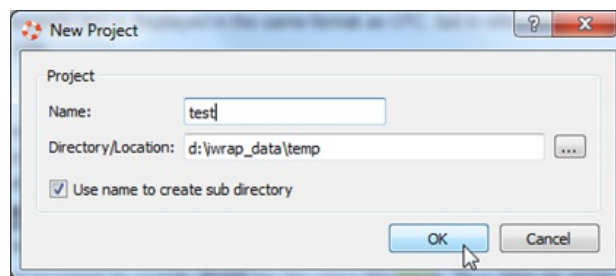 New Project
Project
Name: test
Directory/Location: d:\iwrap_data\temp ...
Use name to create sub directory
OK Cancel